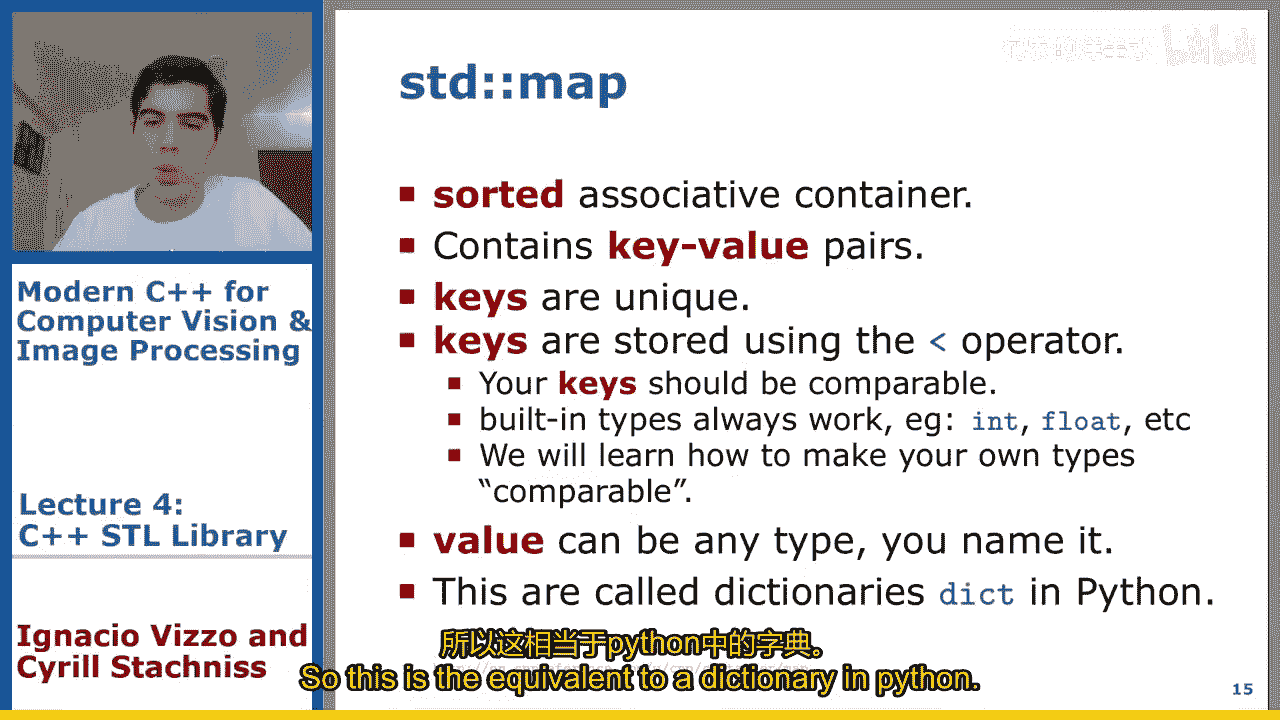 std::map
sorted associative container.
Contains key-value pairs.
keys are unique.
keys are stored using the < operator.
Your keys should be comparable.
built-in types always work, eg: int, float, etc
We will learn how to make your own types
“comparable”.
value can be any type, you name it.
This are called dictionaries dict in Python.
Modern C++ for
Computer Vision &
Image Processing
Lecture 4:
C++ STL Library
Ignacio Vizzo and
Cyrill Stachniss
所以这相当于python中的字典。
So this is the equivalent to a dictionary in python.
15